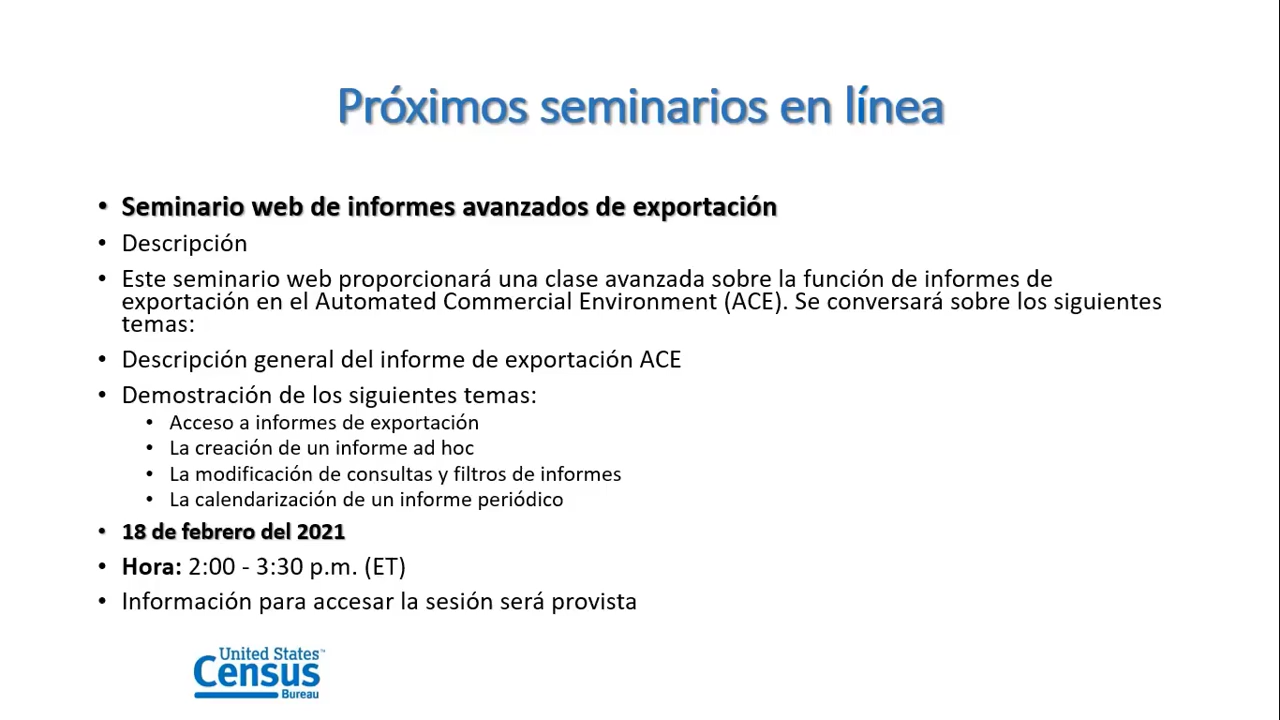 Próximos seminarios en línea
• Seminario web de informes avanzados de exportación
• Descripción
• Este seminario web proporcionará una clase avanzada sobre la función de informes de
exportación en el Automated Commercial Environment (ACE). Se conversará sobre los siguientes
temas:
• Descripción general del informe de exportación ACE
• Demostración de los siguientes temas:
• Acceso a informes de exportación
• La creación de un informe ad hoc
• La modificación de consultas y filtros de informes
• La calendarización de un informe periódico
• 18 de febrero del 2021
• Hora: 2:00 - 3:30 p.m. (ET)
• Información para accesar la sesión será provista
United States™
Census
Bureau